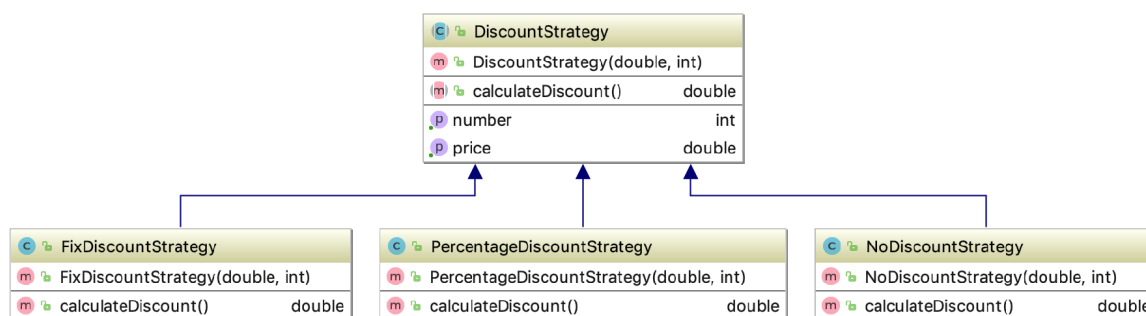 DiscountStrategy
DiscountStrategy(double, int)
calculateDiscount() double
number int
price double
FixDiscountStrategy
FixDiscountStrategy(double, int)
calculateDiscount() double
PercentageDiscountStrategy
PercentageDiscountStrategy(double, int)
calculateDiscount() double
NoDiscountStrategy
NoDiscountStrategy(double, int)
calculateDiscount() double